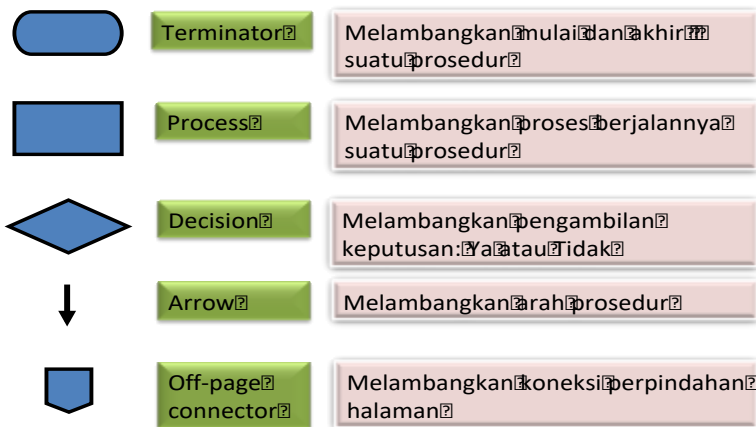 Terminator
Melambangkan mulai dan akhir
suatu prosedur
Process
Melambangkan proses berjalannya
suatu prosedur
Decision
Melambangkan pengambilan
keputusan: Ya atau Tidak
Arrow
Melambangkan arah prosedur
Off-page
connector
Melambangkan koneksi perpindahan
halaman